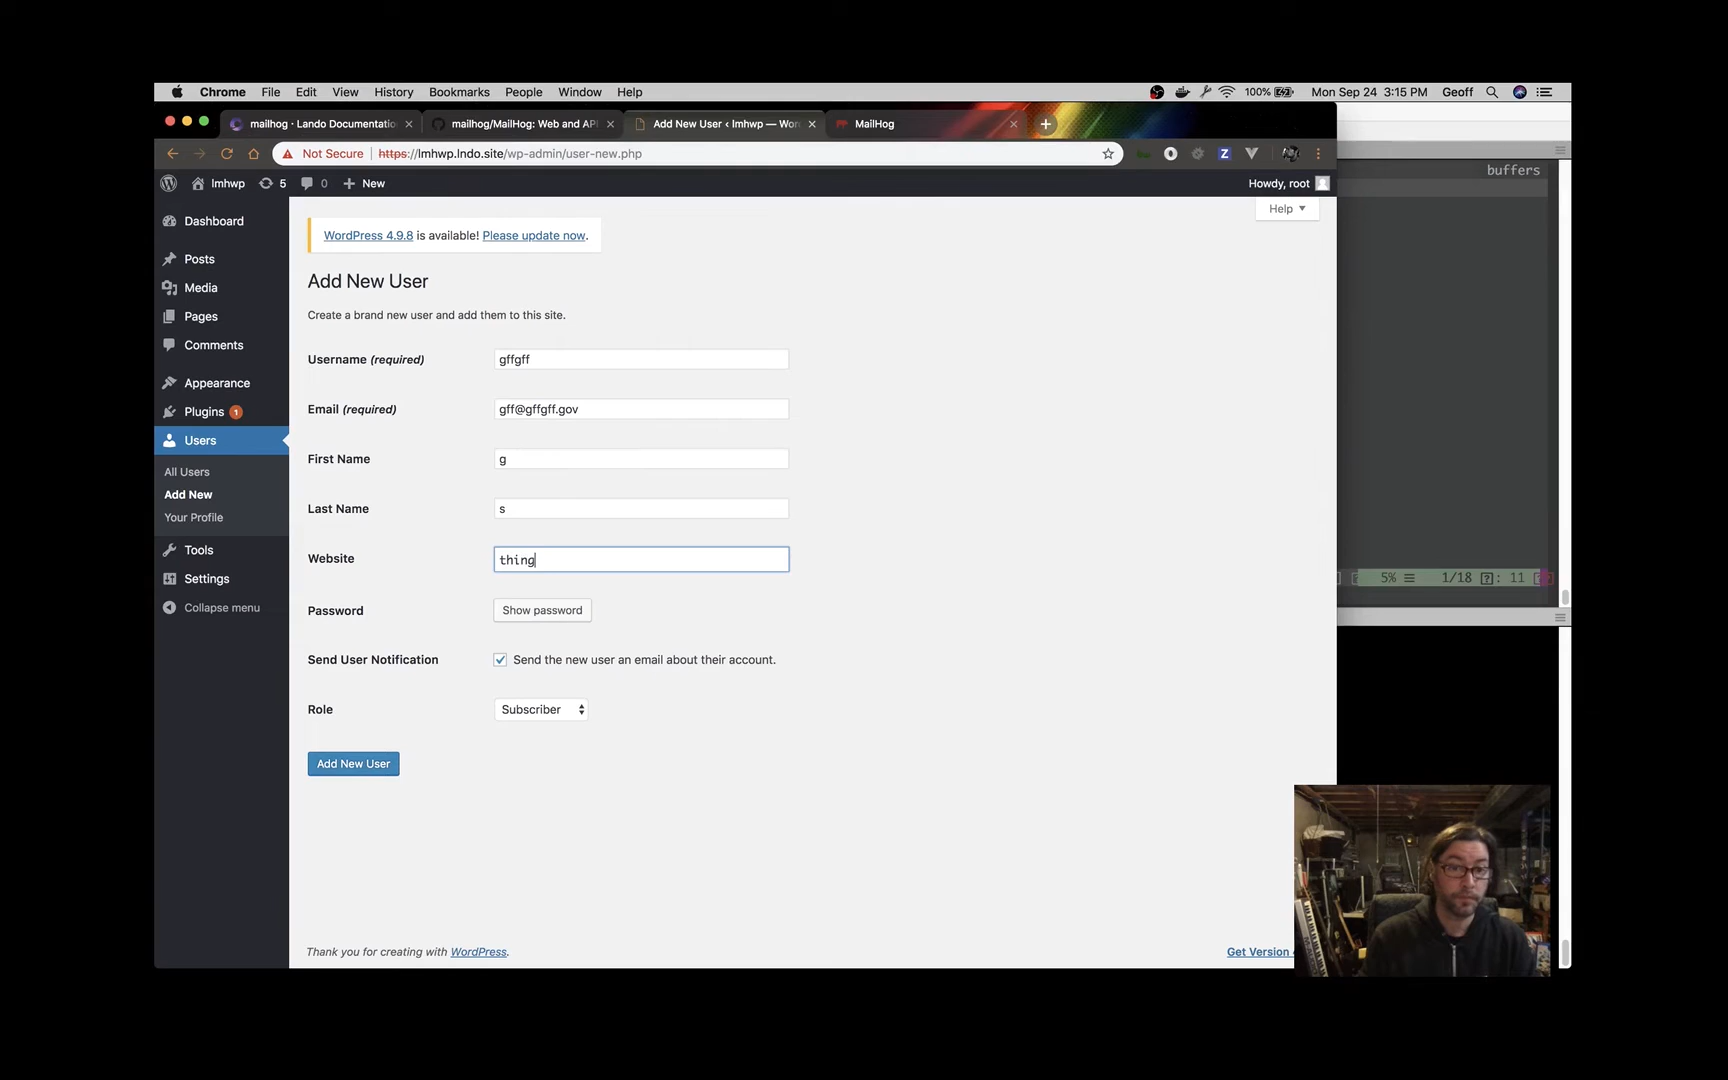 Chrome File Edit View History Bookmarks People Window Help 100% Mon Sep 24 3:15 PM Geoff
mailhog · Lando Documentatio mailhog/MailHog: Web and API Add New User < lmhwp — Wor MailHog
Not Secure https://lmhwp.lndo.site/wp-admin/user-new.php
buffers
lmhwp 5 0 New Howdy, root
Help
Dashboard
Posts
Media
Pages
Comments
Appearance
Plugins 1
Users
All Users
Add New
Your Profile
Tools
Settings
Collapse menu
WordPress 4.9.8 is available! Please update now.
Add New User
Create a brand new user and add them to this site.
Username (required) gffgff
Email (required) gff@gffgff.gov
First Name g
Last Name s
Website thing
Password Show password
Send User Notification Send the new user an email about their account.
Role Subscriber
Add New User
5% 1/18 : 11
Thank you for creating with WordPress.
Get Version